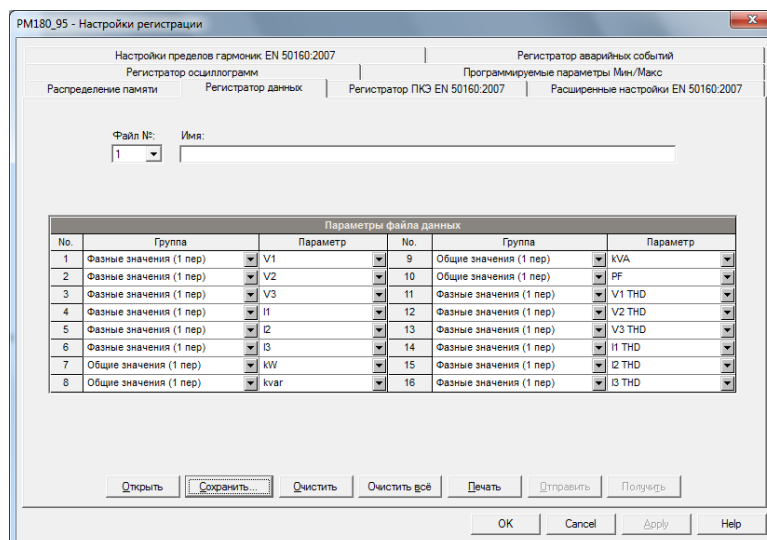 PM180_95 - Настройки регистрации
Настройки пределов гармоник EN 50160:2007
Регистратор аварийных событий
Регистратор осциллограмм
Программируемые параметры Мин/Макс
Распределение памяти
Регистратор данных
Регистратор ПКЭ EN 50160:2007
Расширенные настройки EN 50160:2007
Файл №:
Имя:
1
Параметры файла данных
No. Группа Параметр No. Группа Параметр
1 Фазные значения (1 пер) V1 9 Общие значения (1 пер) kVA
2 Фазные значения (1 пер) V2 10 Общие значения (1 пер) PF
3 Фазные значения (1 пер) V3 11 Фазные значения (1 пер) V1 THD
4 Фазные значения (1 пер) I1 12 Фазные значения (1 пер) V2 THD
5 Фазные значения (1 пер) I2 13 Фазные значения (1 пер) V3 THD
6 Фазные значения (1 пер) I3 14 Фазные значения (1 пер) I1 THD
7 Общие значения (1 пер) kW 15 Фазные значения (1 пер) I2 THD
8 Общие значения (1 пер) kvar 16 Фазные значения (1 пер) I3 THD
Открыть Сохранить... Очистить Очистить всё Печать Отправить Получить
OK Cancel Apply Help